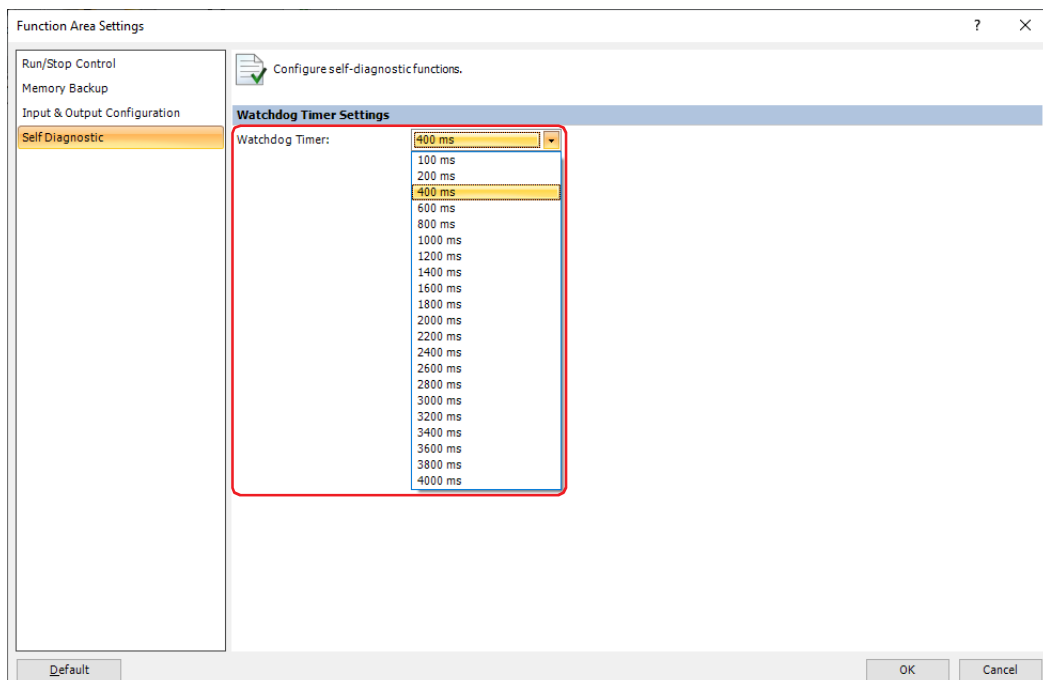 Function Area Settings
?
Run/Stop Control
Memory Backup
Input & Output Configuration
Self Diagnostic
Configure self-diagnostic functions.
Watchdog Timer Settings
Watchdog Timer: 400 ms
100 ms
200 ms
400 ms
600 ms
800 ms
1000 ms
1200 ms
1400 ms
1600 ms
1800 ms
2000 ms
2200 ms
2400 ms
2600 ms
2800 ms
3000 ms
3200 ms
3400 ms
3600 ms
3800 ms
4000 ms
Default
OK
Cancel